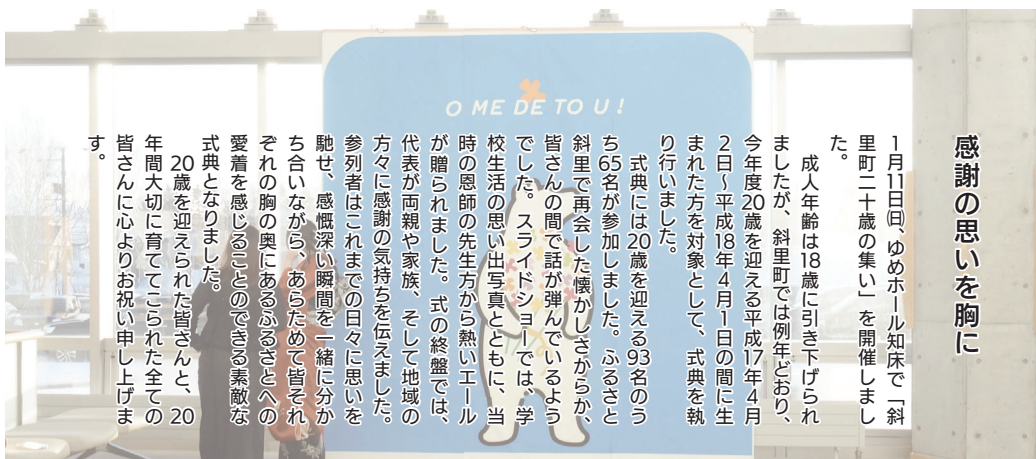 感謝の思いを胸に
1月11日㈰、ゆめホール知床で「斜
里町二十歳の集い」を開催しまし
た。
成人年齢は18歳に引き下げられ
ましたが、斜里町では例年どおり、
今年度20歳を迎える平成17年4月
2日～平成18年4月1日の間に生
まれた方を対象として、式典を執
り行いました。
式典には20歳を迎える93名のう
ち65名が参加しました。ふるさと
斜里で再会した懐かしさからか、
皆さんの間で話が弾んでいるよう
でした。スライドショーでは、学
校生活の思い出写真とともに、当
時の恩師の先生方から熱いエール
が贈られました。式の終盤では、
代表が両親や家族、そして地域の
方々に感謝の気持ちを伝えました。
参列者はこれまでの日々に思いを
馳せ、感慨深い瞬間を一緒に分か
ち合いながら、あらためて皆それ
ぞれの胸の奥にあるふるさとへの
愛着を感じることのできる素敵な
式典となりました。
20歳を迎えられた皆さんと、20
年間大切に育ててこられた全ての
皆さんに心よりお祝い申し上げま
す。
O ME DE TO U !